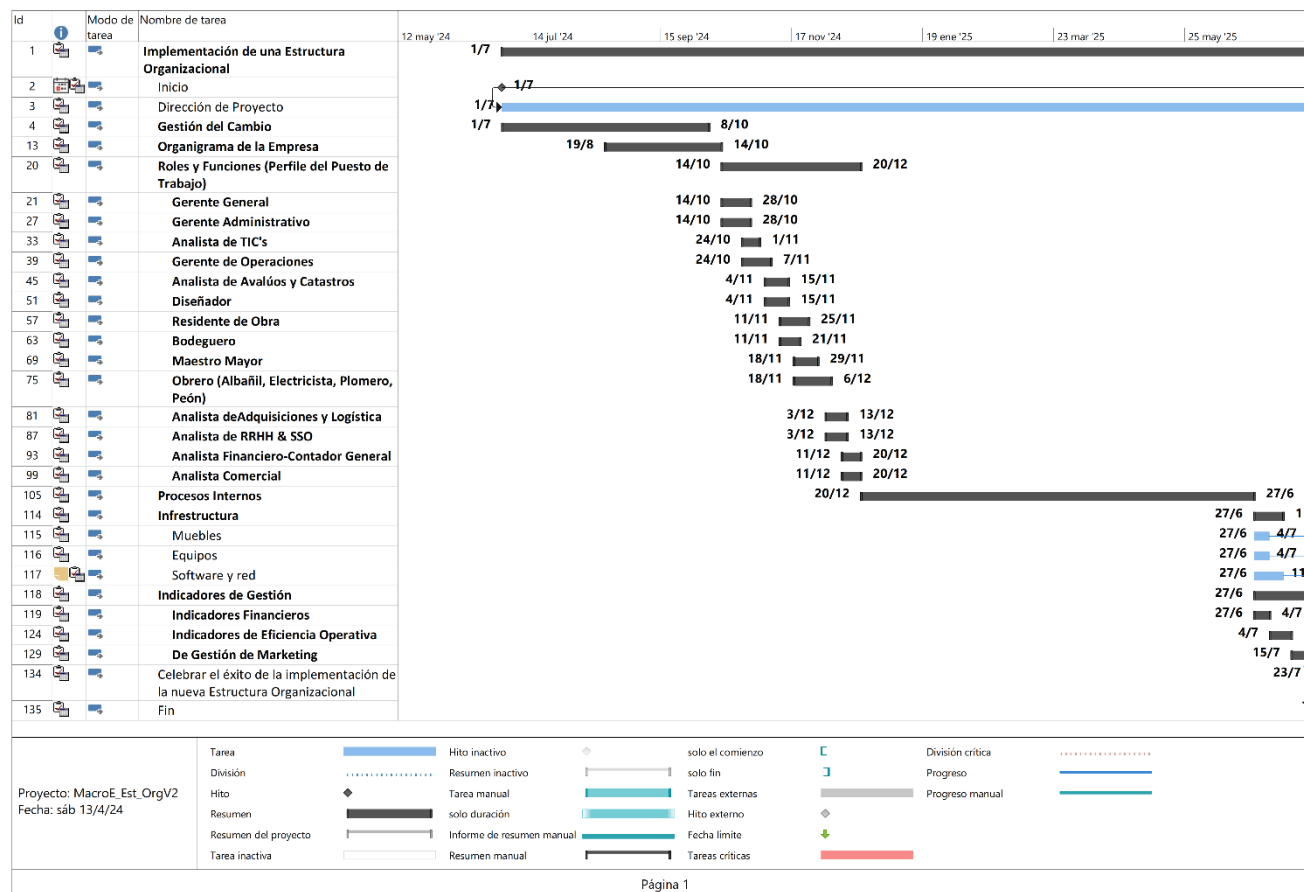 Id Modo de tarea Nombre de tarea
12 may '24 14 jul '24 15 sep '24 17 nov '24 19 ene '25 23 mar '25 25 may '25
1 Implementación de una Estructura 1/7
Organizacional
2 Inicio 1/7
3 Dirección de Proyecto 1/7
4 Gestión del Cambio 1/7 8/10
13 Organigrama de la Empresa 19/8 14/10
20 Roles y Funciones (Perfile del Puesto de 14/10 20/12
Trabajo)
21 Gerente General 14/10 28/10
27 Gerente Administrativo 14/10 28/10
33 Analista de TIC's 24/10 1/11
39 Gerente de Operaciones 24/10 7/11
45 Analista de Avalúos y Catastros 4/11 15/11
51 Diseñador 4/11 15/11
57 Residente de Obra 11/11 25/11
63 Bodeguero 11/11 21/11
69 Maestro Mayor 18/11 29/11
75 Obrero (Albañil, Electricista, Plomero, 18/11 6/12
Peón)
81 Analista deAdquisiciones y Logística 3/12 13/12
87 Analista de RRHH & SSO 3/12 13/12
93 Analista Financiero-Contador General 11/12 20/12
99 Analista Comercial 11/12 20/12
105 Procesos Internos 20/12 27/6
114 Infrestructura 27/6 1
115 Muebles 27/6 4/7
116 Equipos 27/6 4/7
117 Software y red 27/6 11
118 Indicadores de Gestión 27/6
119 Indicadores Financieros 27/6 4/7
124 Indicadores de Eficiencia Operativa 4/7
129 De Gestión de Marketing 15/7
134 Celebrar el éxito de la implementación de 23/7
la nueva Estructura Organizacional
135 Fin
Proyecto: MacroE_Est_OrgV2
Fecha: sáb 13/4/24
Tarea Hito inactivo solo el comienzo División crítica
División Resumen inactivo solo fin Progreso
Hito Tarea manual Tareas externas Progreso manual
Resumen solo duración Hito externo
Resumen del proyecto Informe de resumen manual Fecha límite
Tarea inactiva Resumen manual Tareas críticas
Página 1